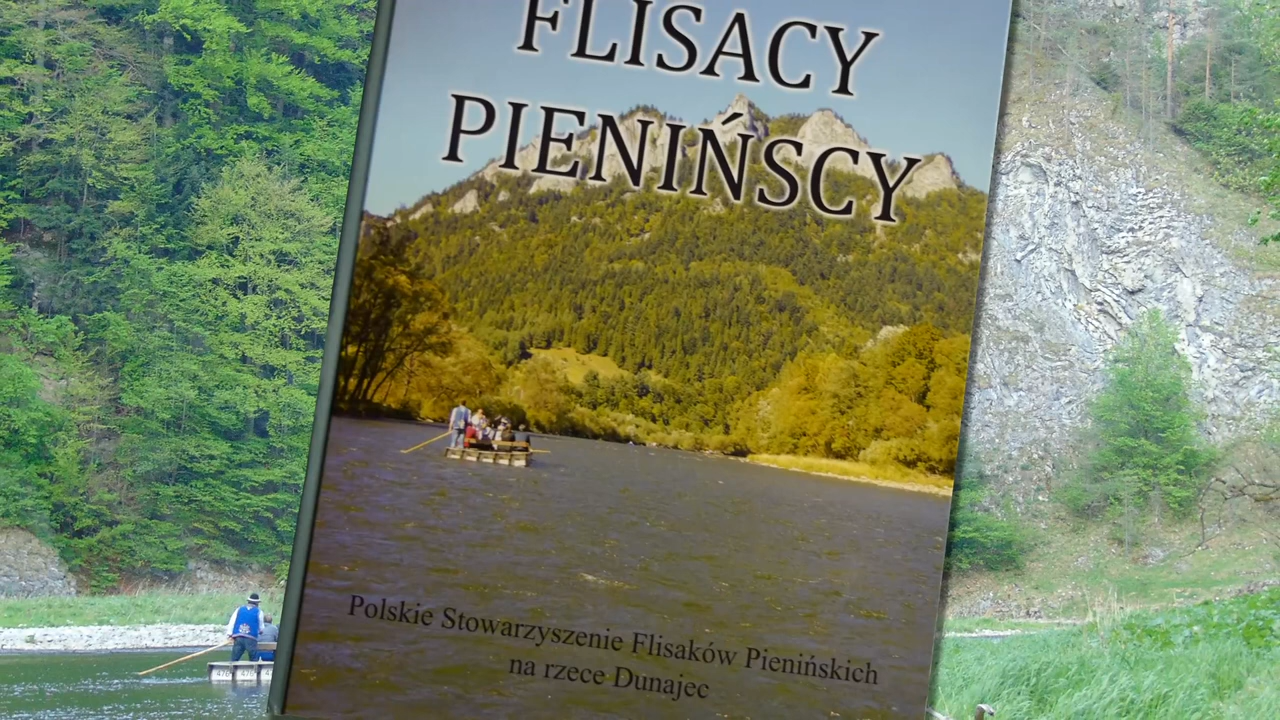 FLISACY
PIENIŃSCY
Polskie Stowarzyszenie Flisaków Pienińskich
na rzece Dunajec